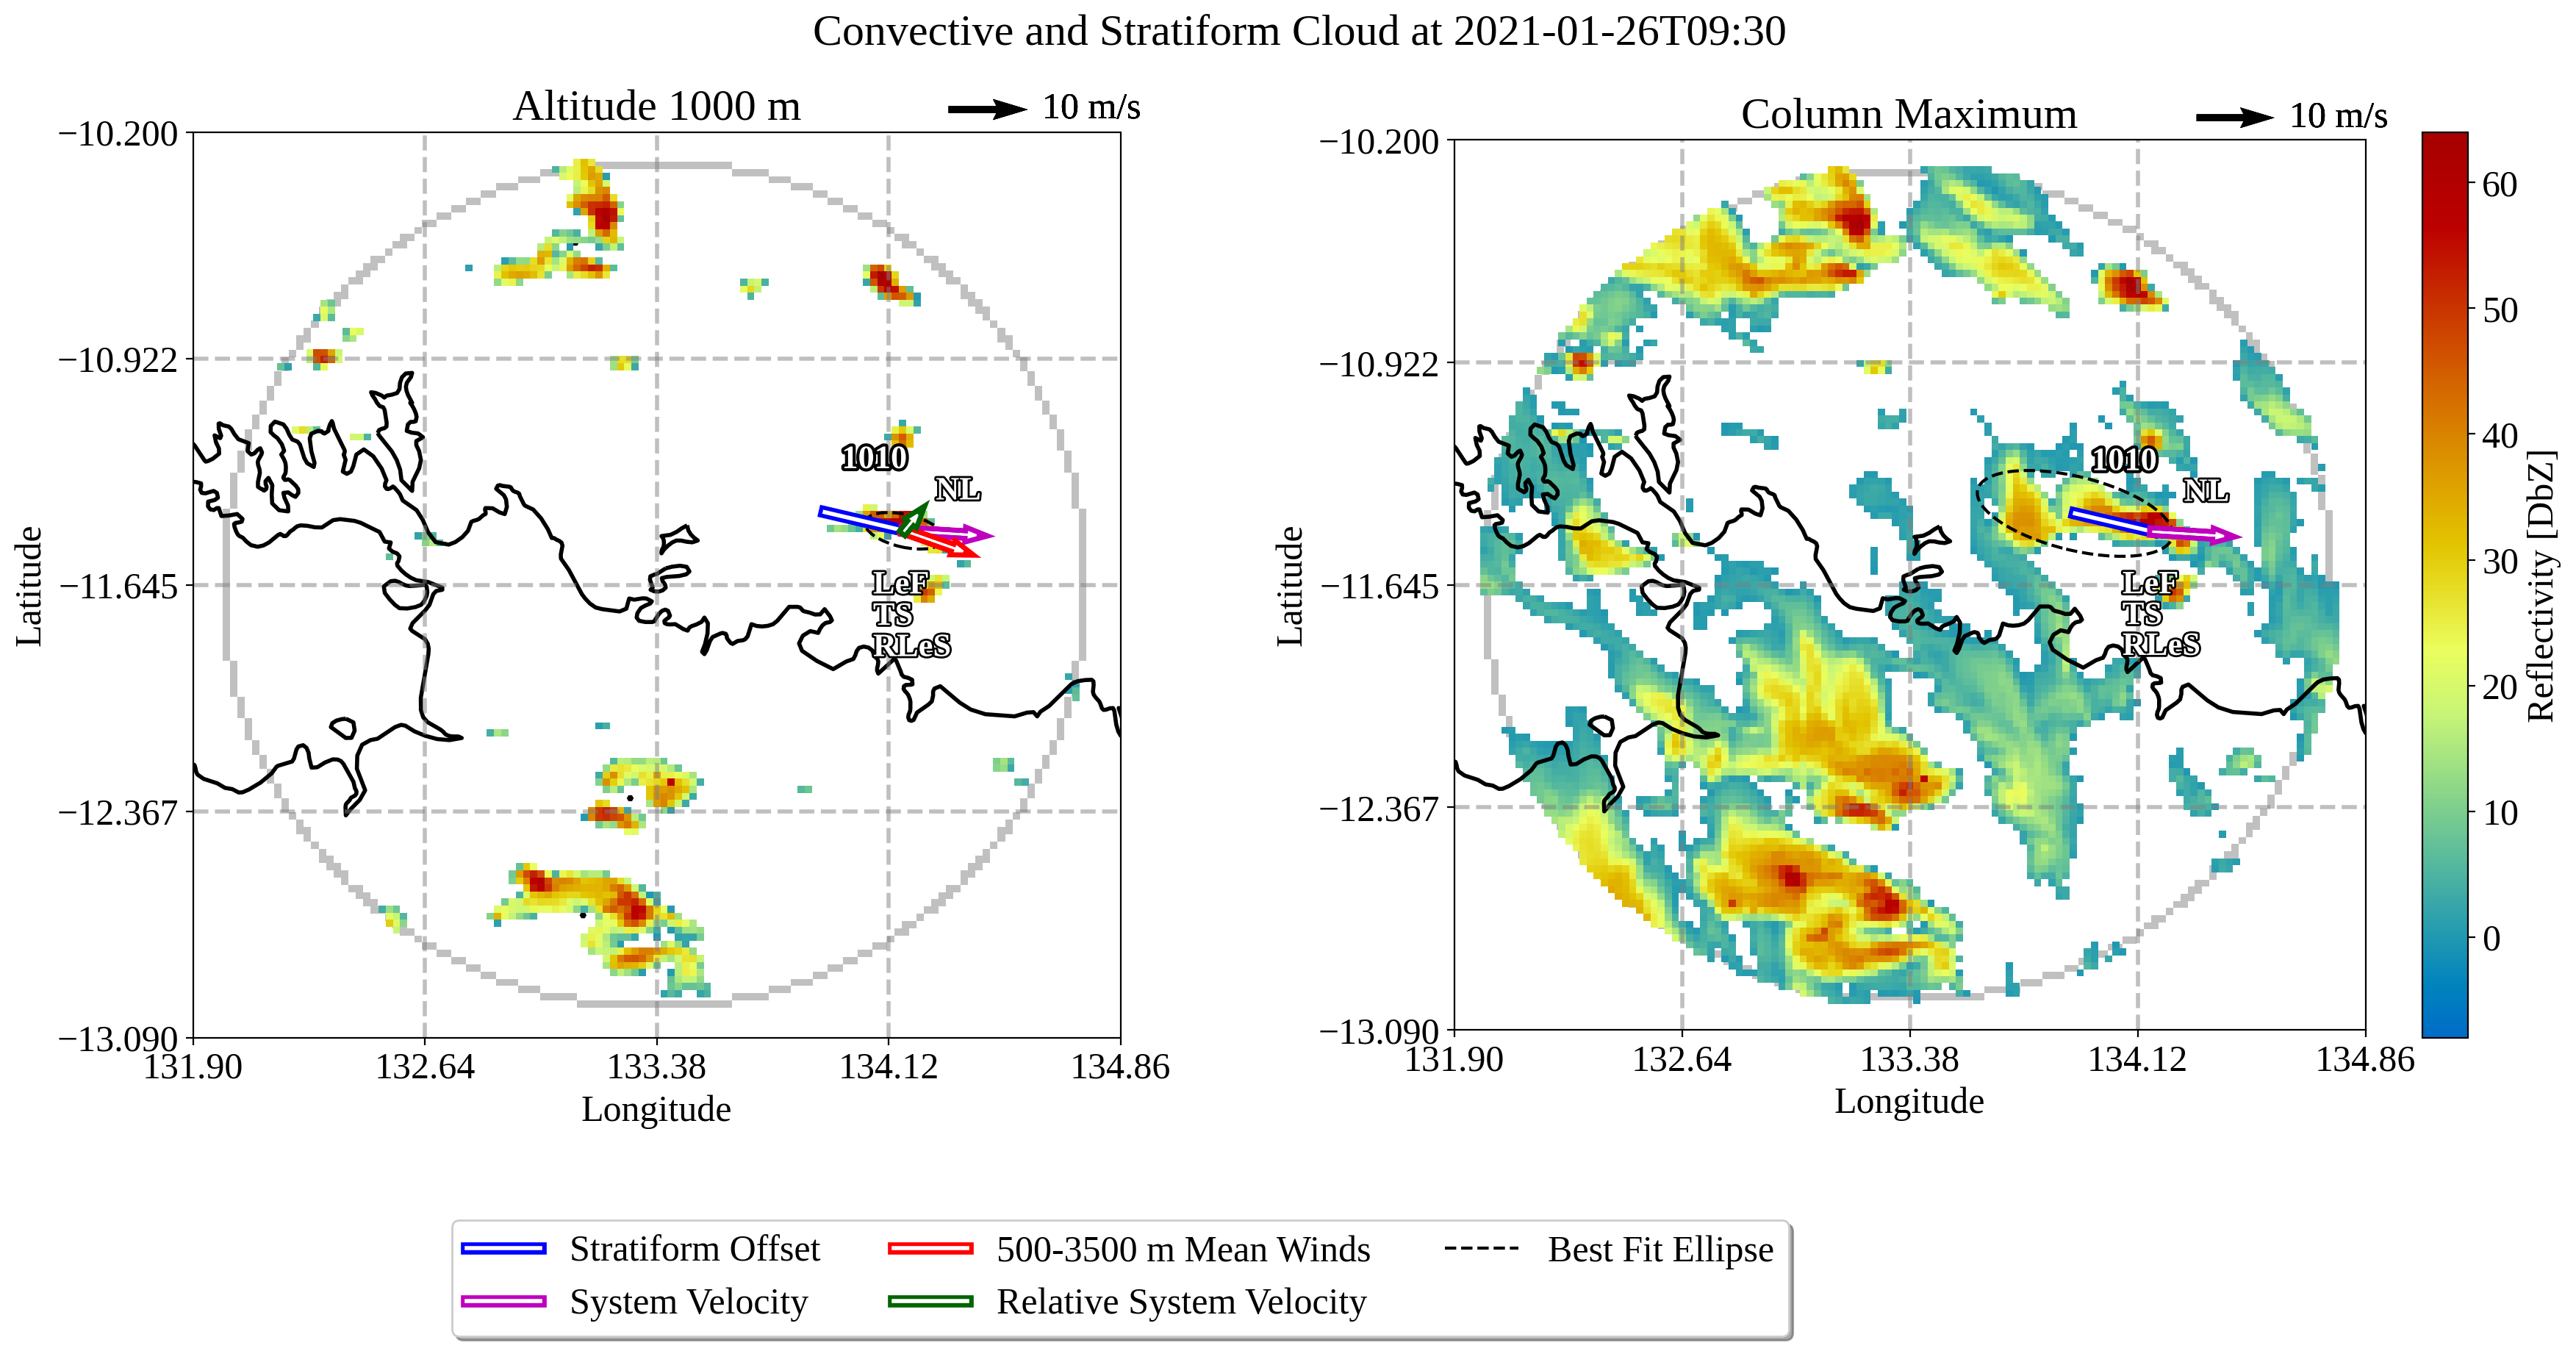 Convective and Stratiform Cloud at 2021-01-26T09:30
Altitude 1000 m
10 m/s
−10.200
−10.922
−11.645
−12.367
−13.090
Latitude
131.90
132.64
133.38
134.12
134.86
Longitude
1010
NL
LeF
TS
RLeS
Column Maximum
10 m/s
−10.200
−10.922
−11.645
−12.367
−13.090
Latitude
131.90
132.64
133.38
134.12
134.86
Longitude
1010
NL
LeF
TS
RLeS
60
50
40
30
20
10
0
Reflectivity [DbZ]
Stratiform Offset
System Velocity
500-3500 m Mean Winds
Relative System Velocity
Best Fit Ellipse